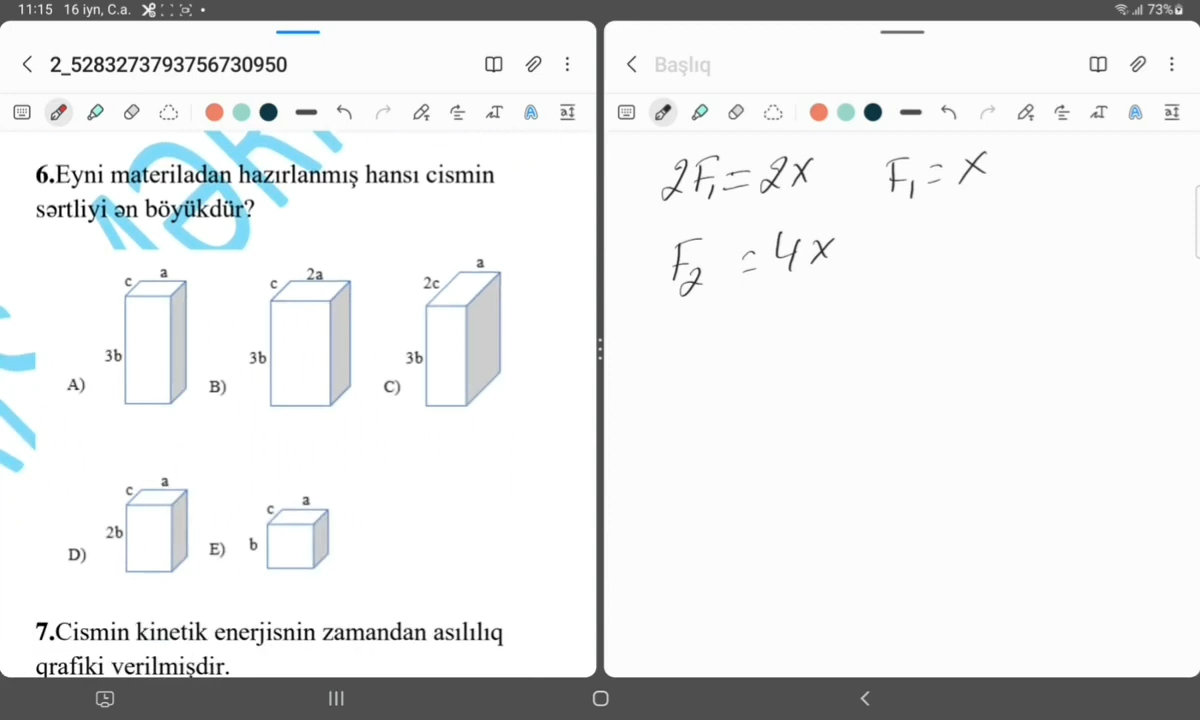 11:15 16 iyn, C.a. 73%
2_5283273793756730950
6.Eyni materiladan hazırlanmış hansı cismin
sərtliyi ən böyükdür?
c a
3b
A)
c 2a
3b
B)
2c a
3b
C)
c a
2b
D)
c a
b
E)
7.Cismin kinetik enerjisnin zamandan asılılıq
qrafiki verilmişdir.
Başlıq
2F₁ = 2x F₁ = x
F₂ = 4x